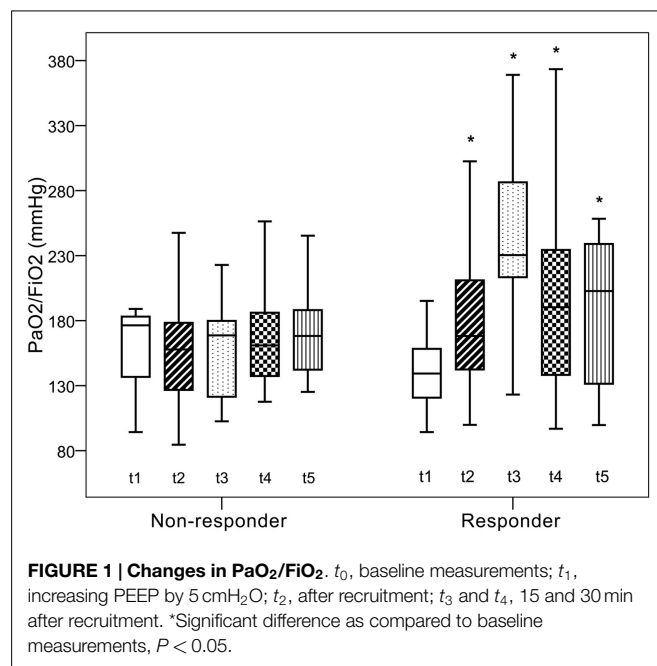 PaO2/FiO2 (mmHg)
380
330
280
230
180
130
80
* * * *
t1 t2 t3 t4 t5 t1 t2 t3 t4 t5
Non-responder Responder
FIGURE 1 | Changes in PaO₂/FiO₂. t₀, baseline measurements; t₁,
increasing PEEP by 5 cmH₂O; t₂, after recruitment; t₃ and t₄, 15 and 30 min
after recruitment. *Significant difference as compared to baseline
measurements, P < 0.05.